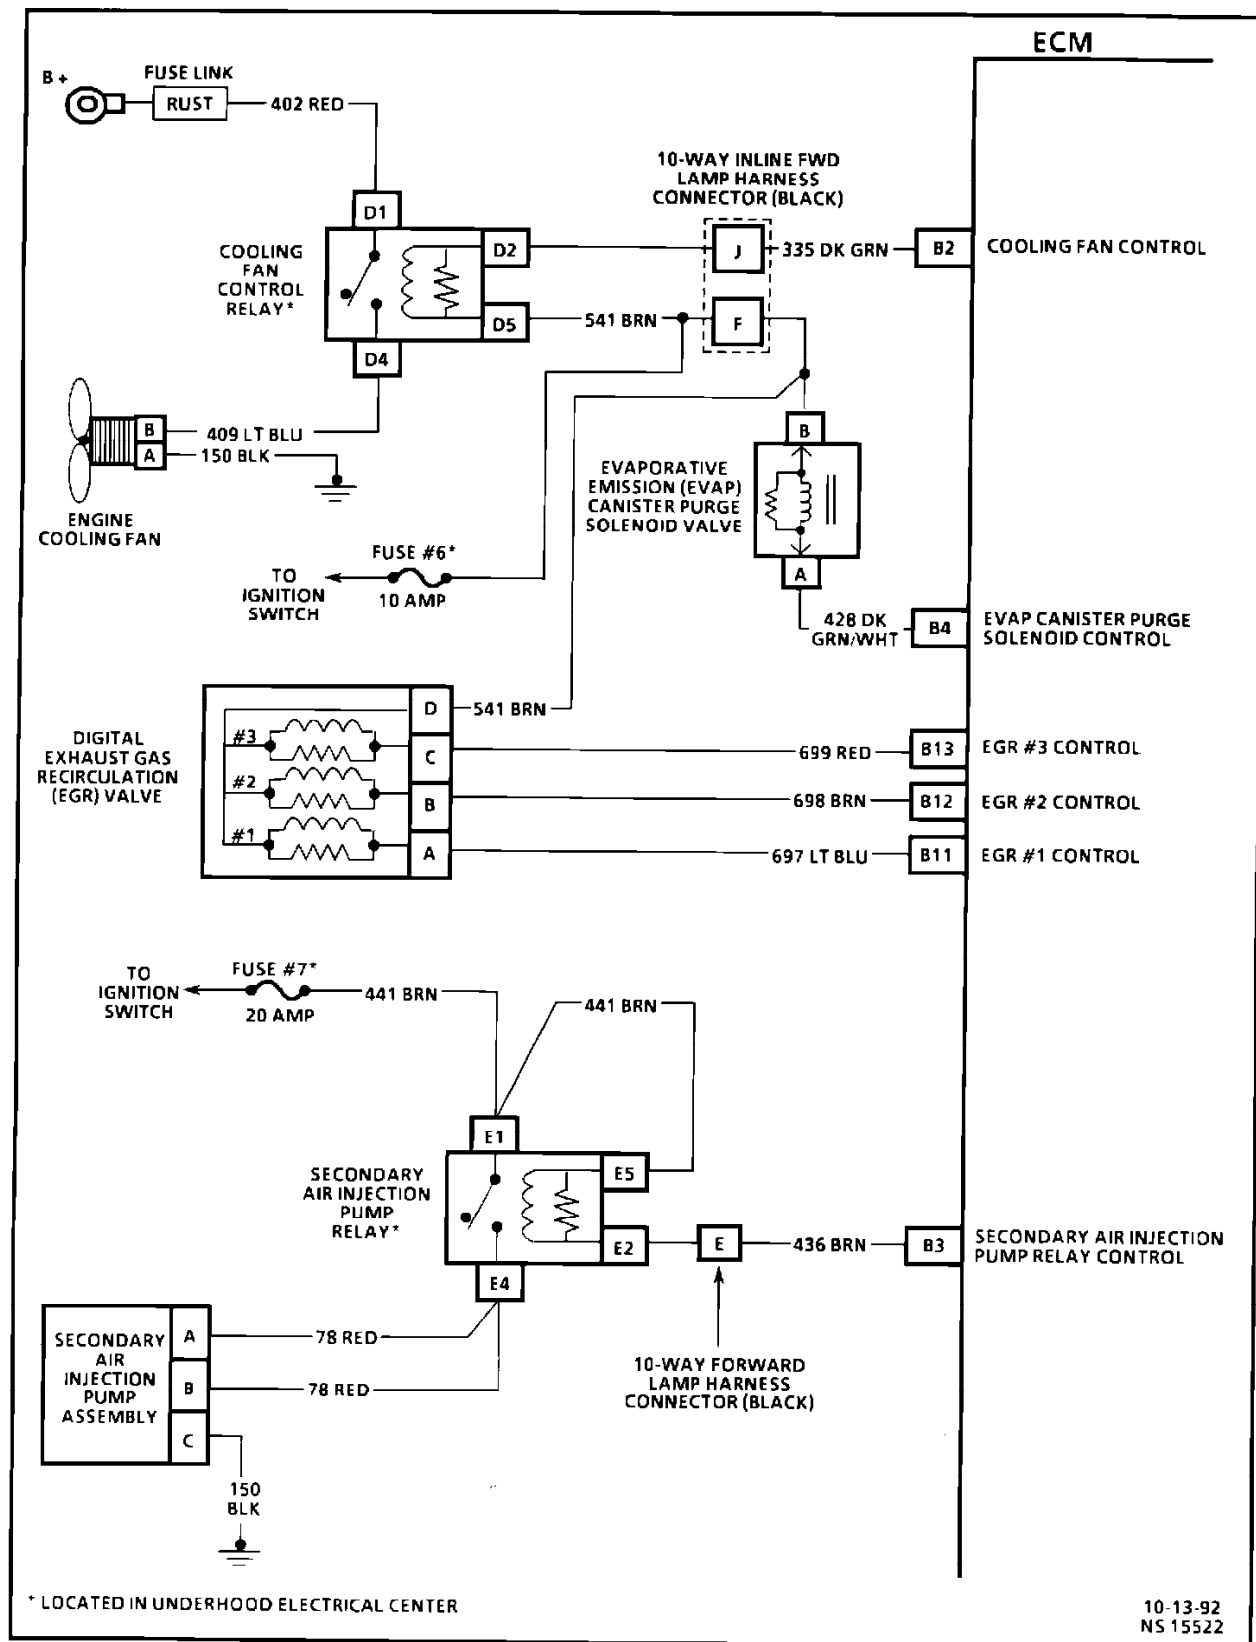 ECM
B +
FUSE LINK
RUST
402 RED
10-WAY INLINE FWD
LAMP HARNESS
CONNECTOR (BLACK)
D1
COOLING
FAN
CONTROL
RELAY*
D2
J
335 DK GRN
B2
COOLING FAN CONTROL
D5
541 BRN
F
D4
B
409 LT BLU
A
150 BLK
ENGINE
COOLING FAN
B
EVAPORATIVE
EMISSION (EVAP)
CANISTER PURGE
SOLENOID VALVE
A
FUSE #6*
TO
IGNITION
SWITCH
10 AMP
428 DK
GRN/WHT
B4
EVAP CANISTER PURGE
SOLENOID CONTROL
DIGITAL
EXHAUST GAS
RECIRCULATION
(EGR) VALVE
D
541 BRN
#3
C
699 RED
B13
EGR #3 CONTROL
#2
B
698 BRN
B12
EGR #2 CONTROL
#1
A
697 LT BLU
B11
EGR #1 CONTROL
TO
IGNITION
SWITCH
FUSE #7*
20 AMP
441 BRN
441 BRN
E1
SECONDARY
AIR INJECTION
PUMP
RELAY*
E5
E2
E
436 BRN
B3
SECONDARY AIR INJECTION
PUMP RELAY CONTROL
E4
SECONDARY
AIR
INJECTION
PUMP
ASSEMBLY
A
78 RED
B
78 RED
C
10-WAY FORWARD
LAMP HARNESS
CONNECTOR (BLACK)
150
BLK
* LOCATED IN UNDERHOOD ELECTRICAL CENTER
10-13-92
NS 15522